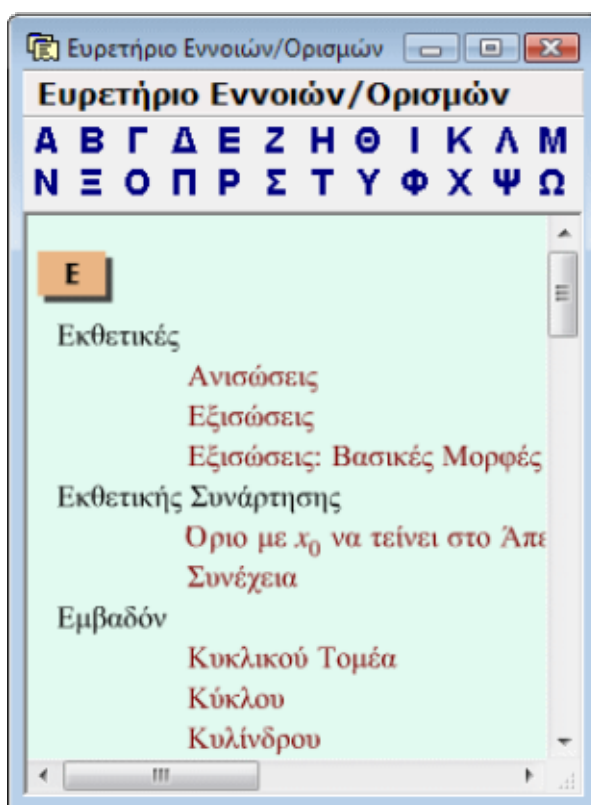 Ευρετήριο Εννοιών/Ορισμών
Ευρετήριο Εννοιών/Ορισμών
Α Β Γ Δ Ε Ζ Η Θ Ι Κ Λ Μ
Ν Ξ Ο Π Ρ Σ Τ Υ Φ Χ Ψ Ω
Ε
Εκθετικές
Ανισώσεις
Εξισώσεις
Εξισώσεις: Βασικές Μορφές
Εκθετικής Συνάρτησης
Όριο με x₀ να τείνει στο Άπε
Συνέχεια
Εμβαδόν
Κυκλικού Τομέα
Κύκλου
Κυλίνδρου